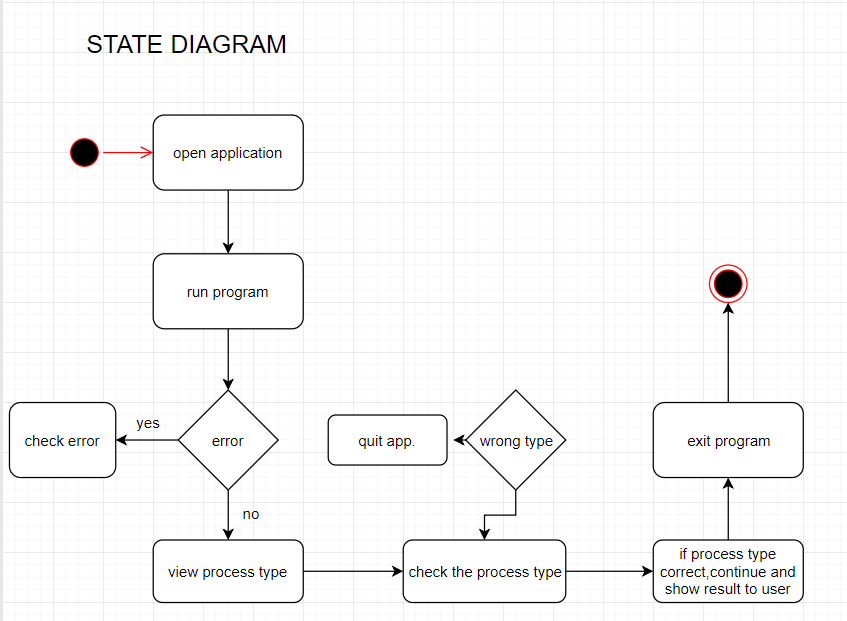 STATE DIAGRAM
open application
run program
yes
check error
error
quit app.
wrong type
exit program
no
view process type
check the process type
if process type
correct,continue and
show result to user